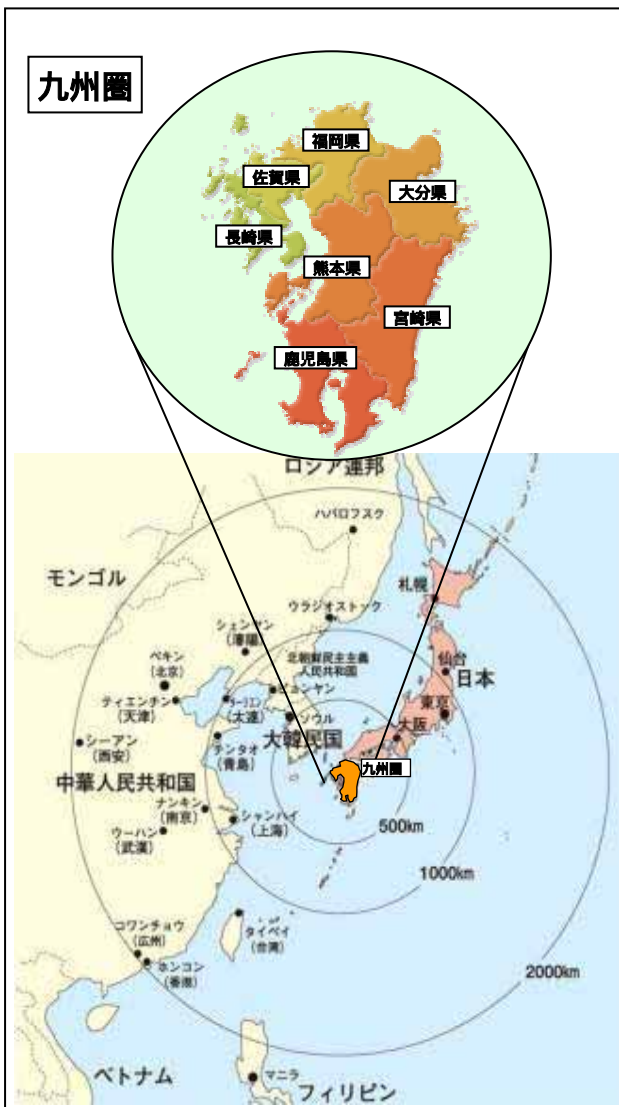 九州圏
福岡県
佐賀県
大分県
長崎県
熊本県
宮崎県
鹿児島県
ロシア連邦
ハバロフスク
モンゴル
札幌
ウラジオストック
シェンヤン
(瀋陽)
北朝鮮民主主義
人民共和国
ペキン
(北京)
仙台
日本
ピョンヤン
ターリエン
(大連)
ティエンチン
(天津)
ソウル
東京
大韓民国
大阪
シーアン
(西安)
チンタオ
(青島)
九州圏
中華人民共和国
ナンキン
(南京)
シャンハイ
(上海)
500km
ウーハン
(武漢)
1000km
コワンチョウ
(広州)
タイペイ
(台湾)
ホンコン
(香港)
2000km
ベトナム
マニラ
フィリピン